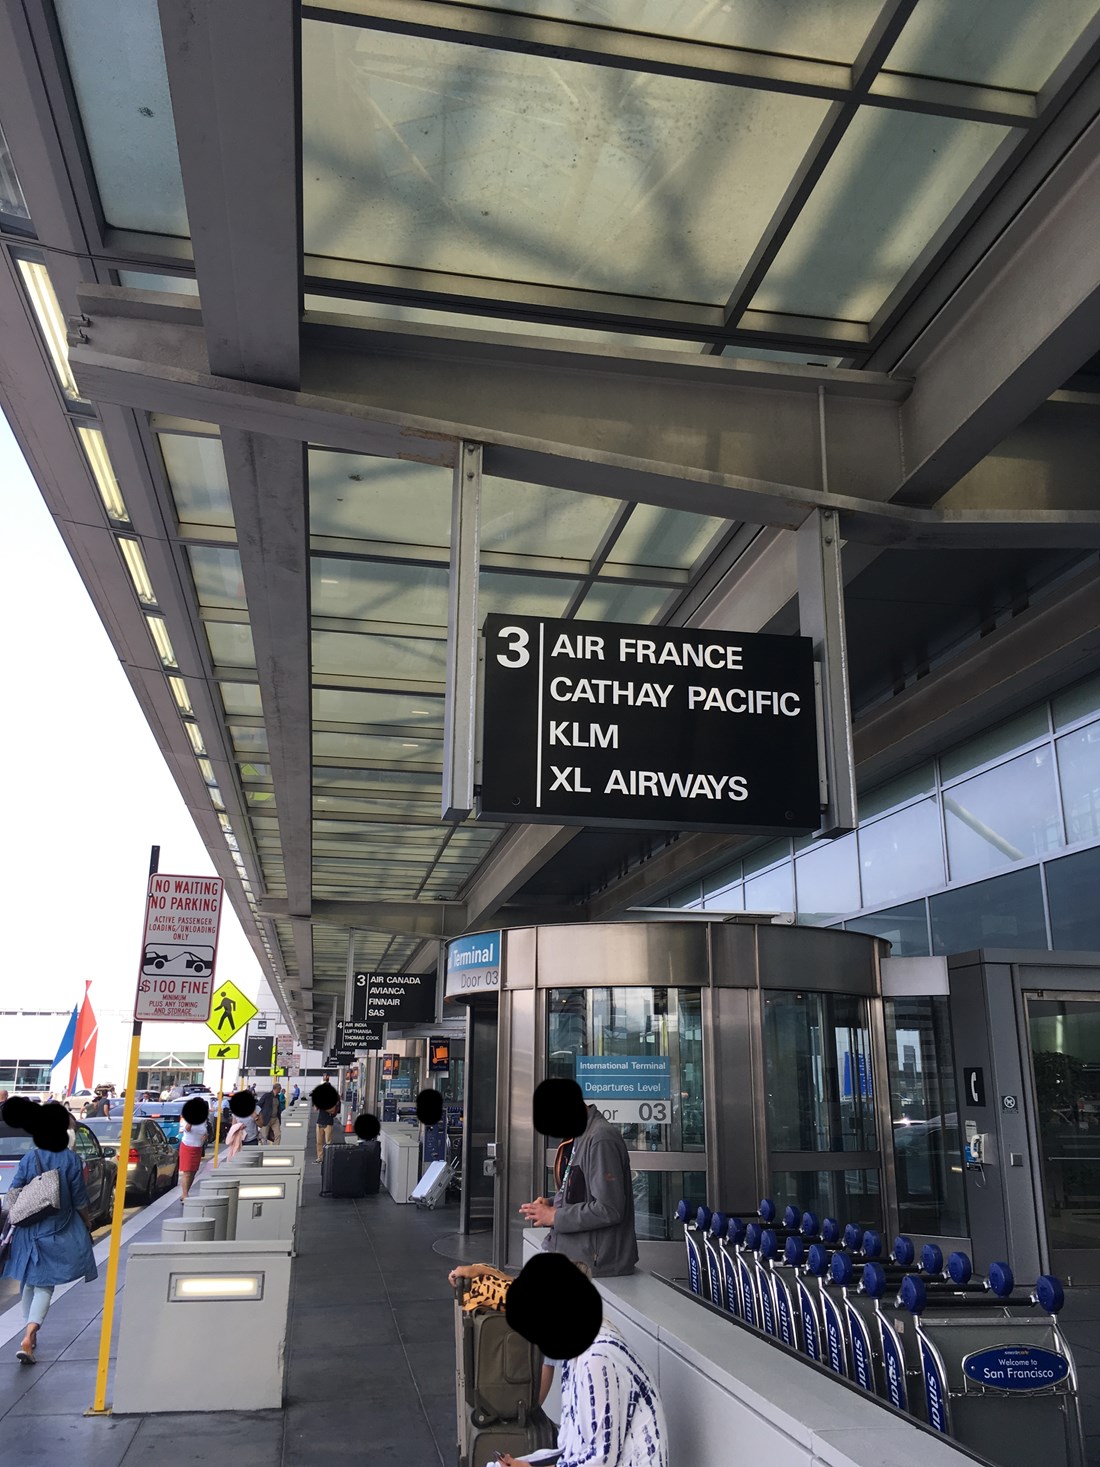 3
AIR FRANCE
CATHAY PACIFIC
KLM
XL AIRWAYS
NO WAITING
NO PARKING
ACTIVE PASSENGER
LOADING/UNLOADING
ONLY
$100 FINE
MINIMUM
PLUS ANY TOWING
AND STORAGE
Terminal
Door 03
3
AIR CANADA
AVIANCA
FINNAIR
SAS
4
AIR INDIA
LUFTHANSA
THOMAS COOK
WOW AIR
TURKISH
International Terminal
Departures Level
oor 03
Welcome to
San Francisco